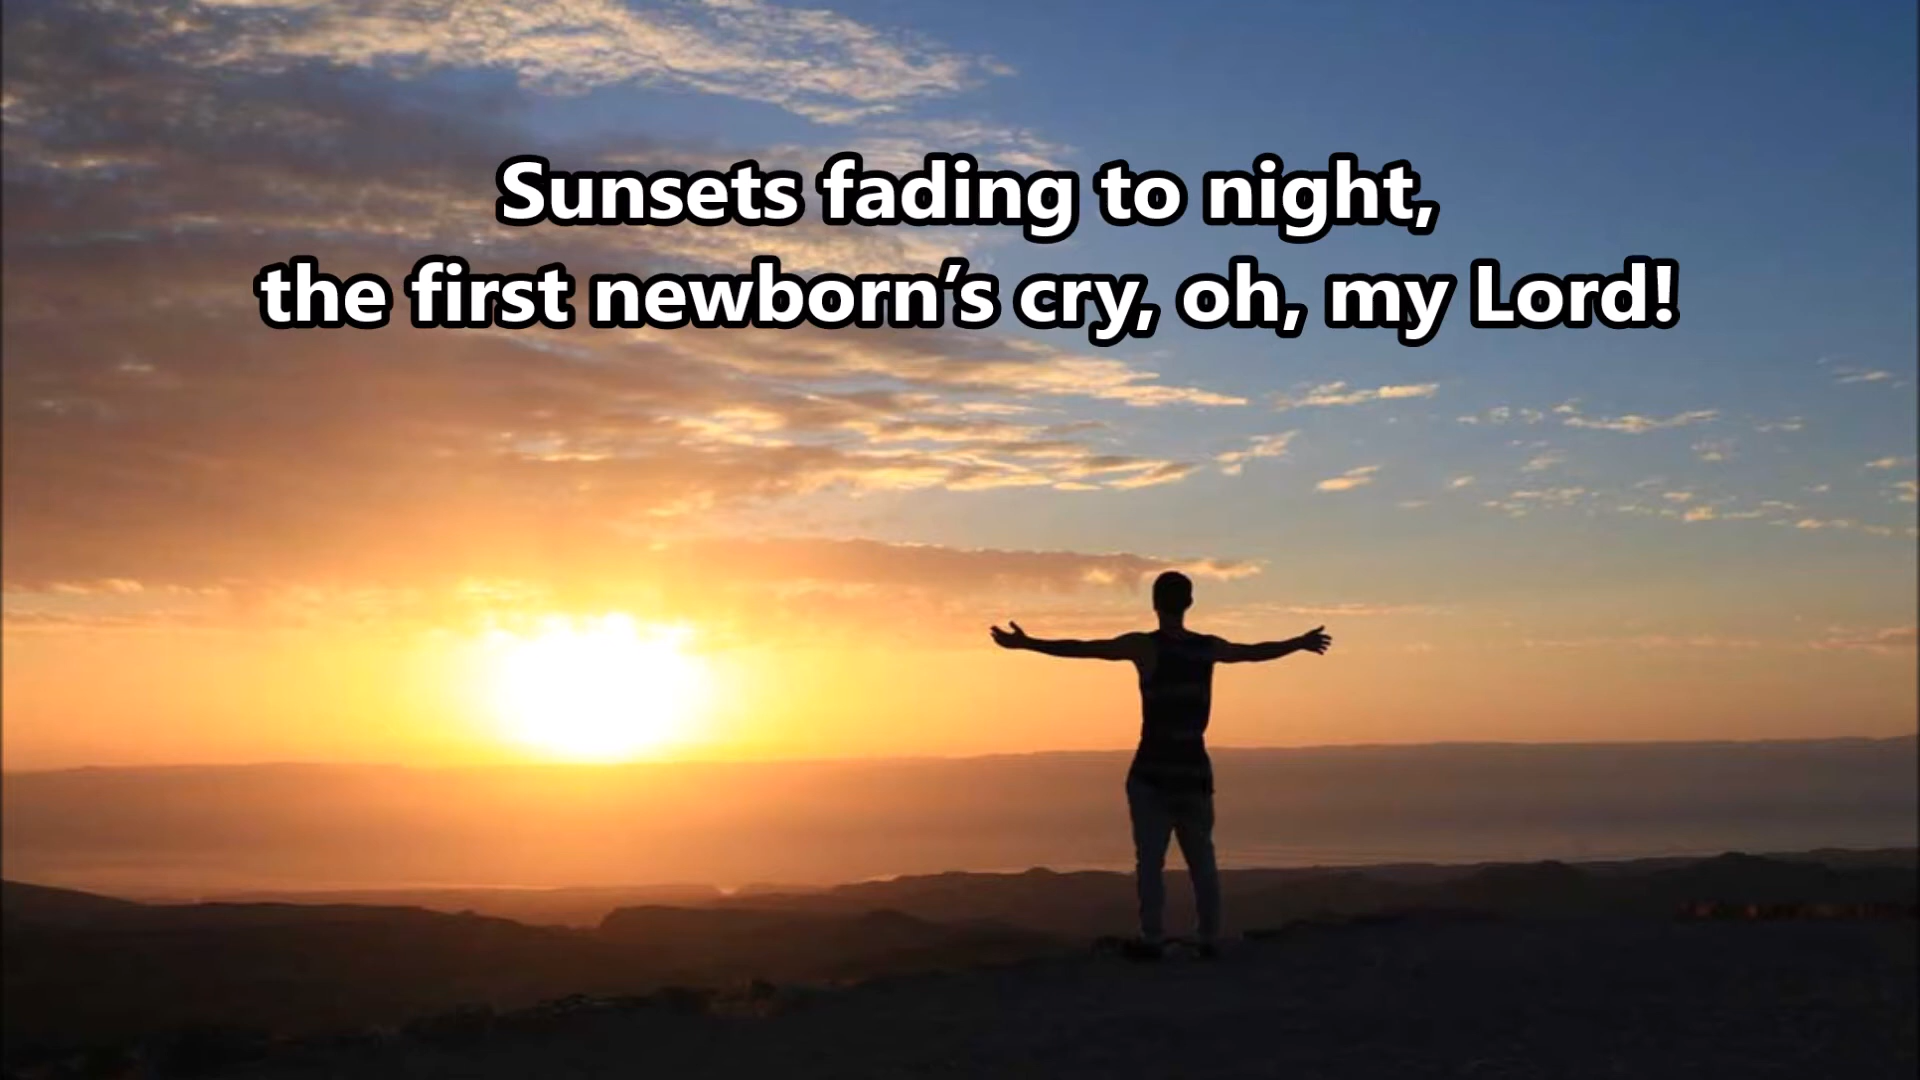 Sunsets fading to night,
the first newborn’s cry, oh, my Lord!